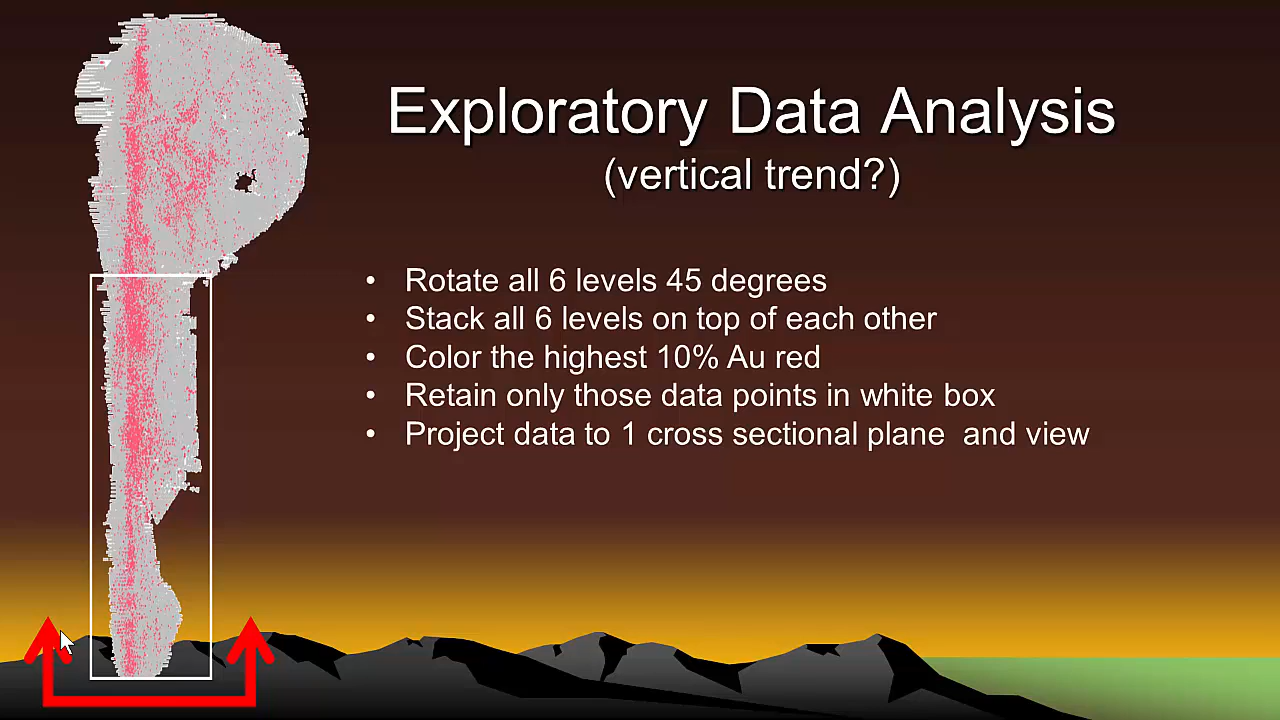 Exploratory Data Analysis
(vertical trend?)
• Rotate all 6 levels 45 degrees
• Stack all 6 levels on top of each other
• Color the highest 10% Au red
• Retain only those data points in white box
• Project data to 1 cross sectional plane  and view